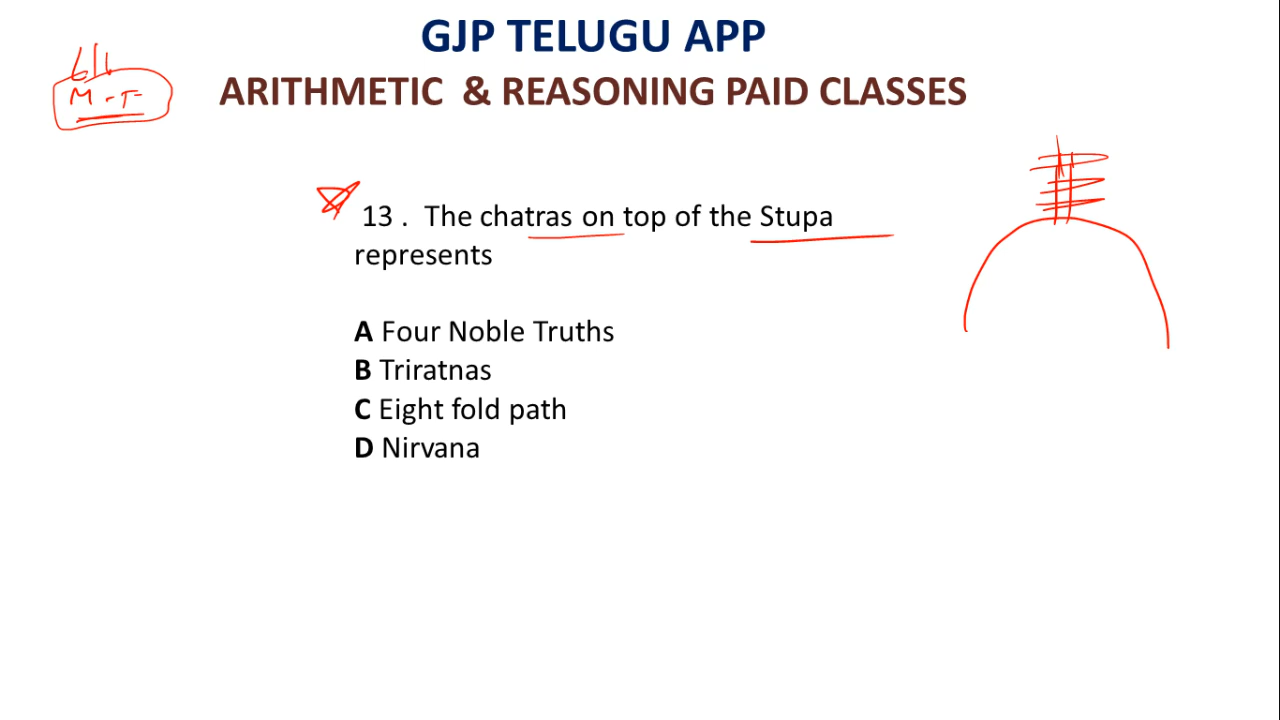 GJP TELUGU APP
ARITHMETIC & REASONING PAID CLASSES
M - T
13 . The chatras on top of the Stupa
represents
A Four Noble Truths
B Triratnas
C Eight fold path
D Nirvana